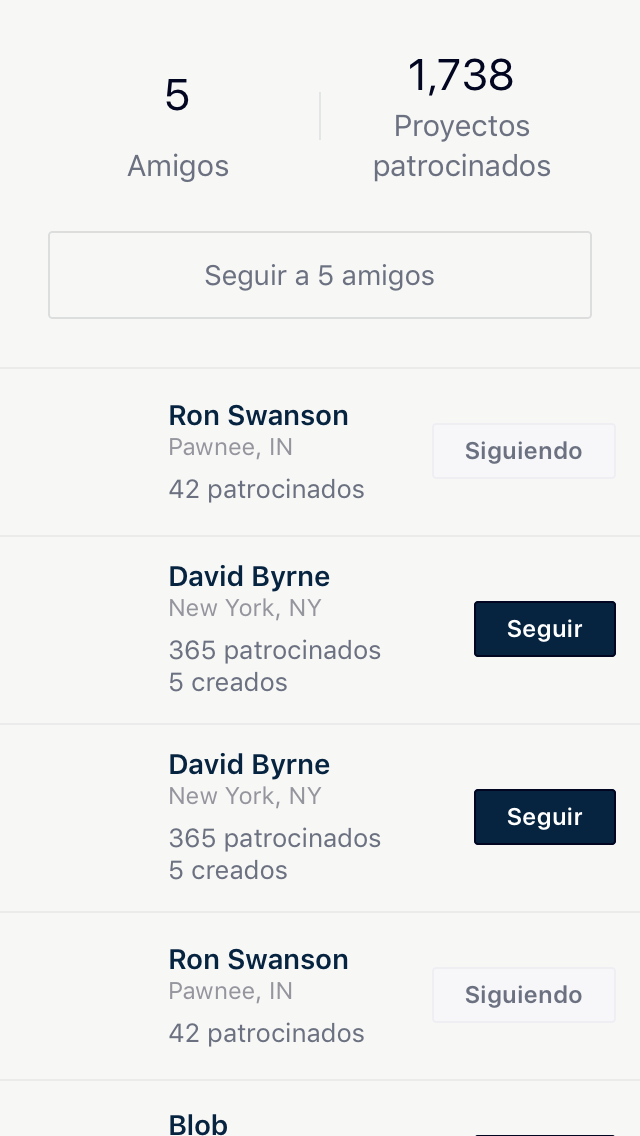 5
Amigos
1,738
Proyectos
patrocinados
Seguir a 5 amigos
Ron Swanson
Pawnee, IN
42 patrocinados
Siguiendo
David Byrne
New York, NY
365 patrocinados
5 creados
Seguir
David Byrne
New York, NY
365 patrocinados
5 creados
Seguir
Ron Swanson
Pawnee, IN
42 patrocinados
Siguiendo
Blob